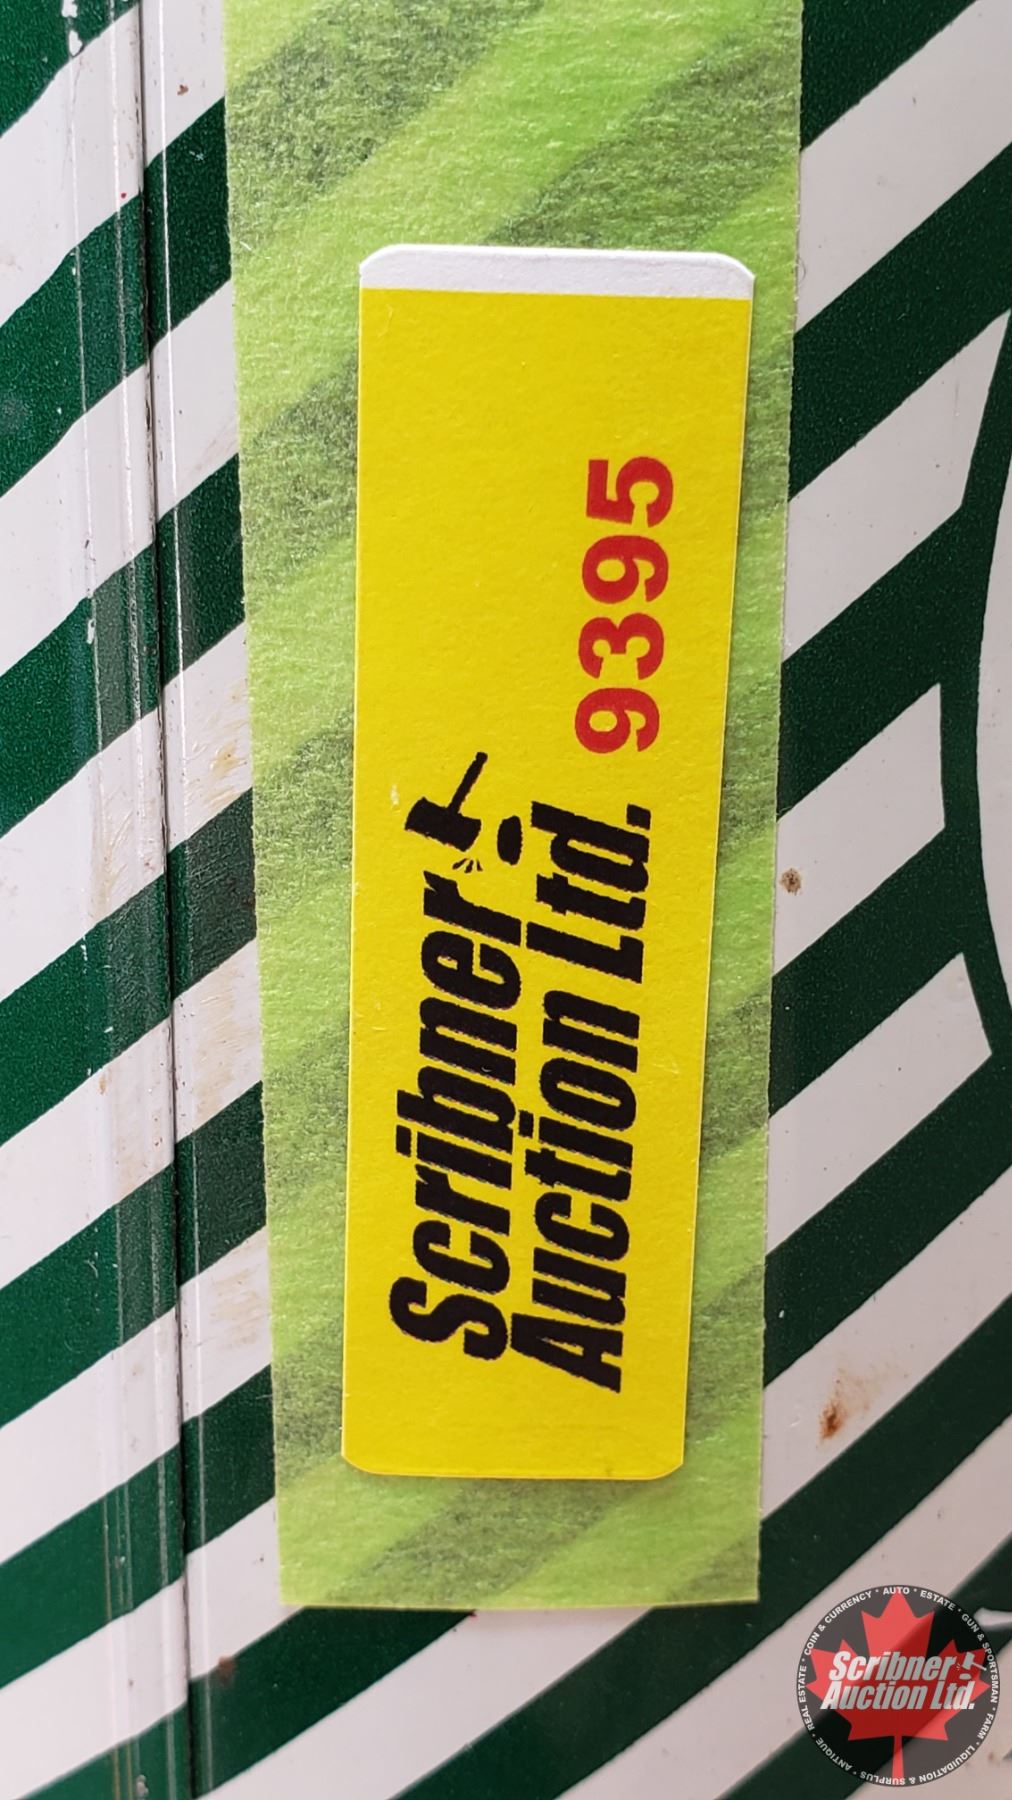 Scribner
Auction Ltd. 9395
Scribner
Auction Ltd.
ANTIQUE • REAL ESTATE • COIN & CURRENCY • AUTO • ESTATE • GUN & SPORTSMAN • FARM • LIQUIDATION & SURPLUS •